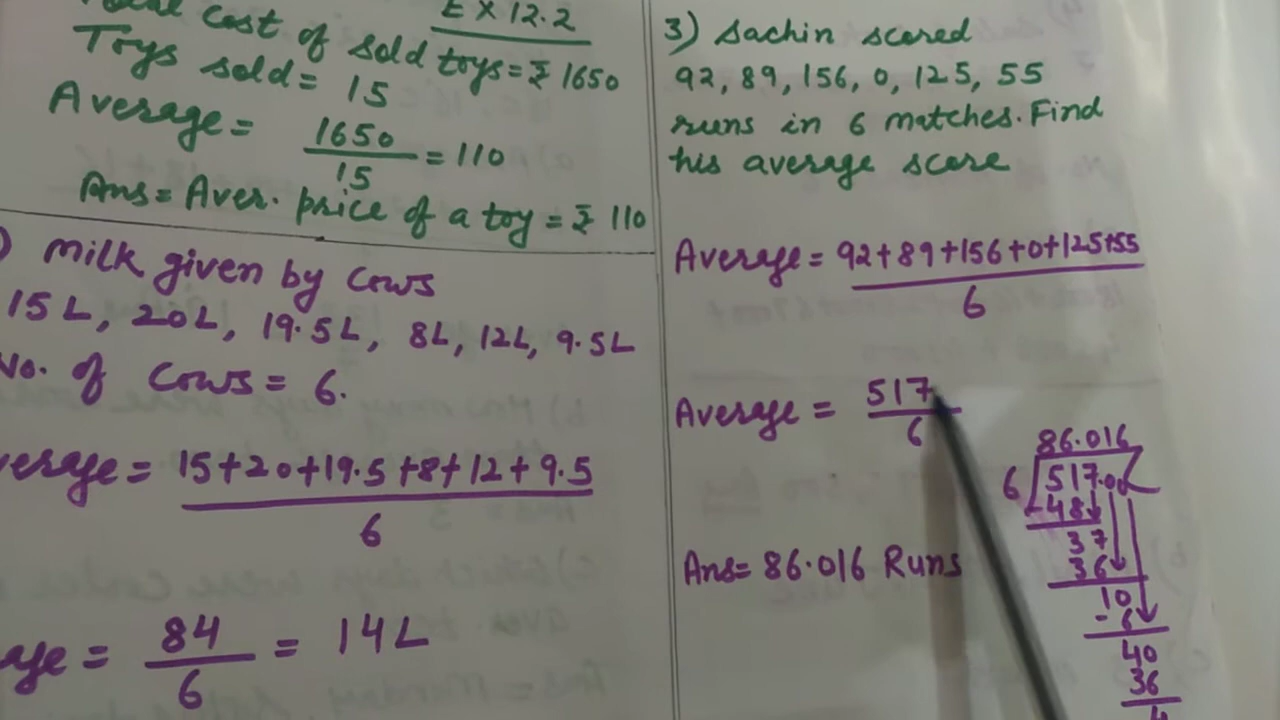 Ex 12.2
Cost of sold toys = ₹ 1650
Toys sold = 15
Average = 1650
15
= 110
Ans = Aver. price of a toy = ₹ 110
) Milk given by Cows
15 L, 20L, 19.5L, 8L, 12L, 9.5L
No. of Cows = 6.
erage = 15+20+19.5+8+12+9.5
6
age = 84
6
= 14L
3) Sachin scored
92, 89, 156, 0, 125, 55
runs in 6 matches. Find
his average score
Average = 92+89+156+0+125+55
6
Average = 517
6
Ans = 86.016 Runs
86.016
6 517.00
-48
37
36
10
- 6
40
36
4